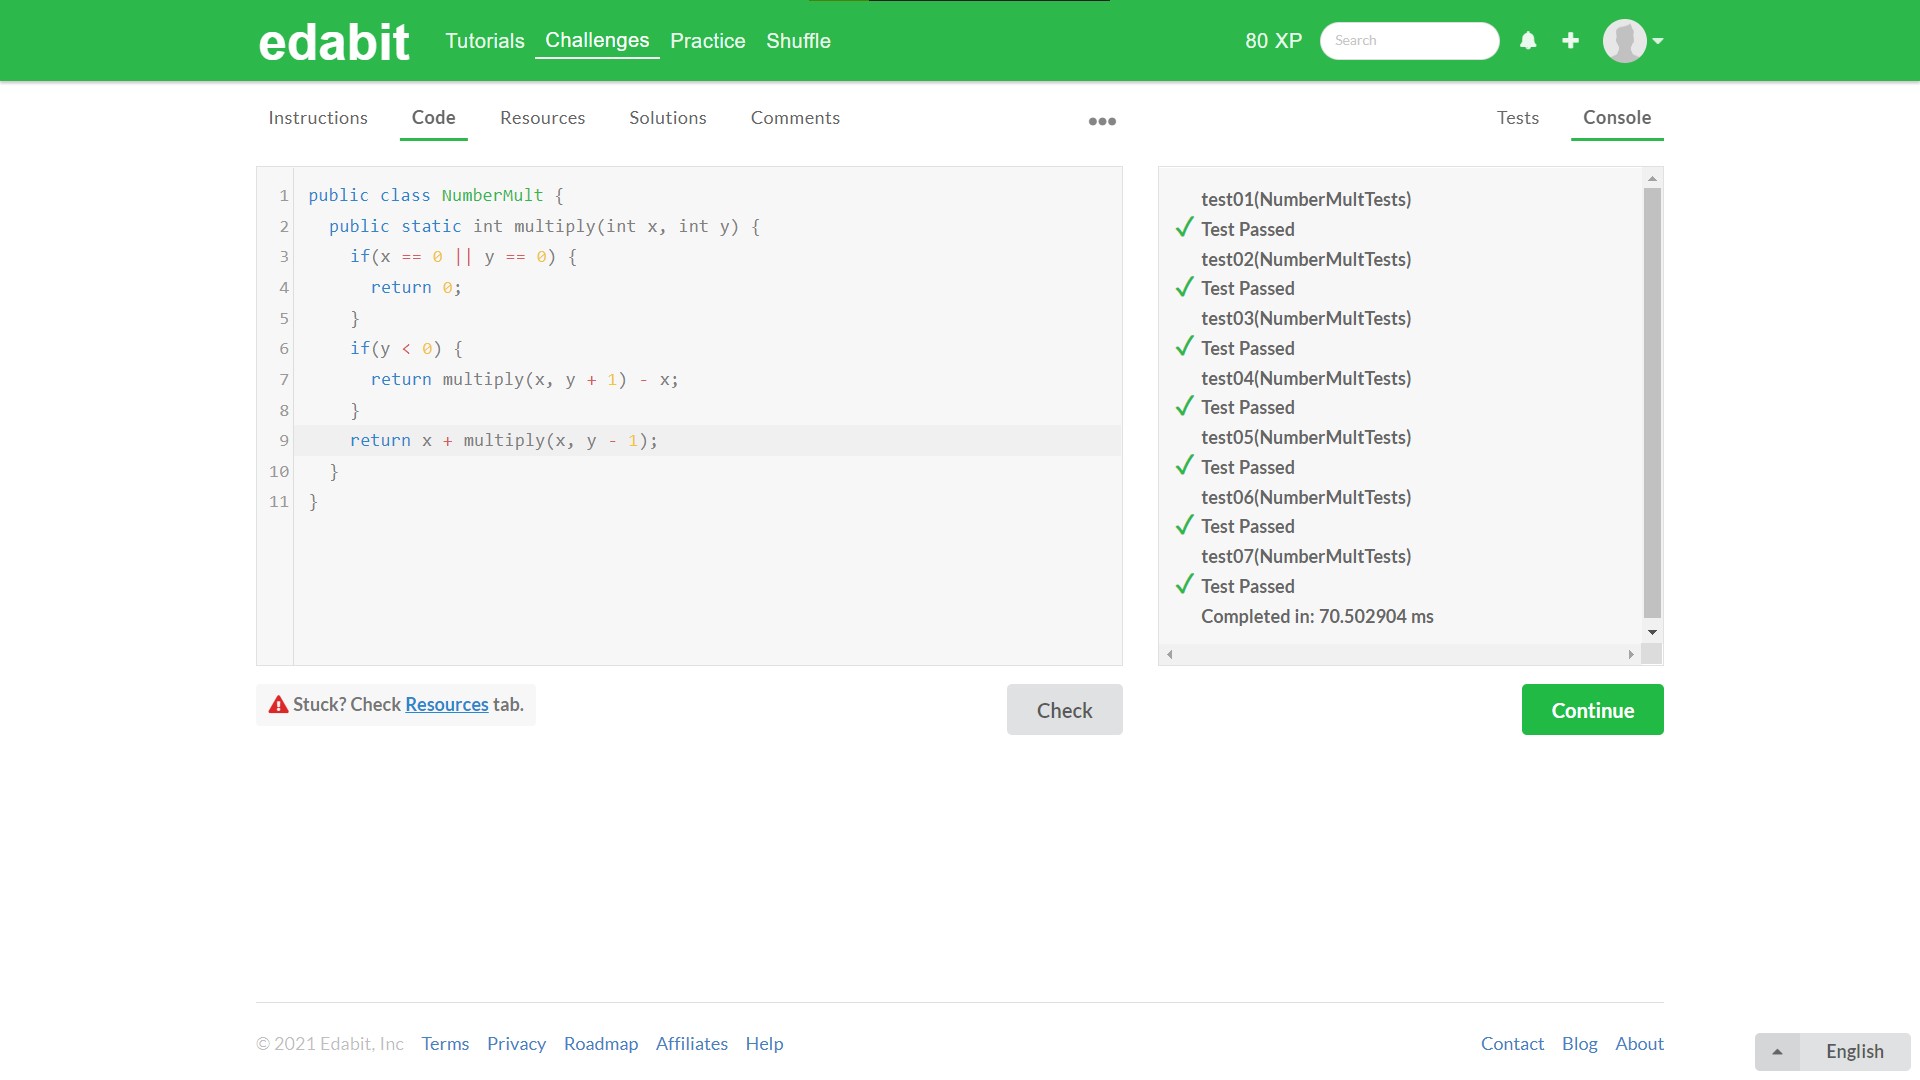 edabit Tutorials Challenges Practice Shuffle 80 XP Search
Instructions Code Resources Solutions Comments Tests Console
1 public class NumberMult {
2 public static int multiply(int x, int y) {
3 if(x == 0 || y == 0) {
4 return 0;
5 }
6 if(y < 0) {
7 return multiply(x, y + 1) - x;
8 }
9 return x + multiply(x, y - 1);
10 }
11 }
test01(NumberMultTests)
Test Passed
test02(NumberMultTests)
Test Passed
test03(NumberMultTests)
Test Passed
test04(NumberMultTests)
Test Passed
test05(NumberMultTests)
Test Passed
test06(NumberMultTests)
Test Passed
test07(NumberMultTests)
Test Passed
Completed in: 70.502904 ms
Stuck? Check Resources tab.
Check
Continue
© 2021 Edabit, Inc Terms Privacy Roadmap Affiliates Help Contact Blog About
English